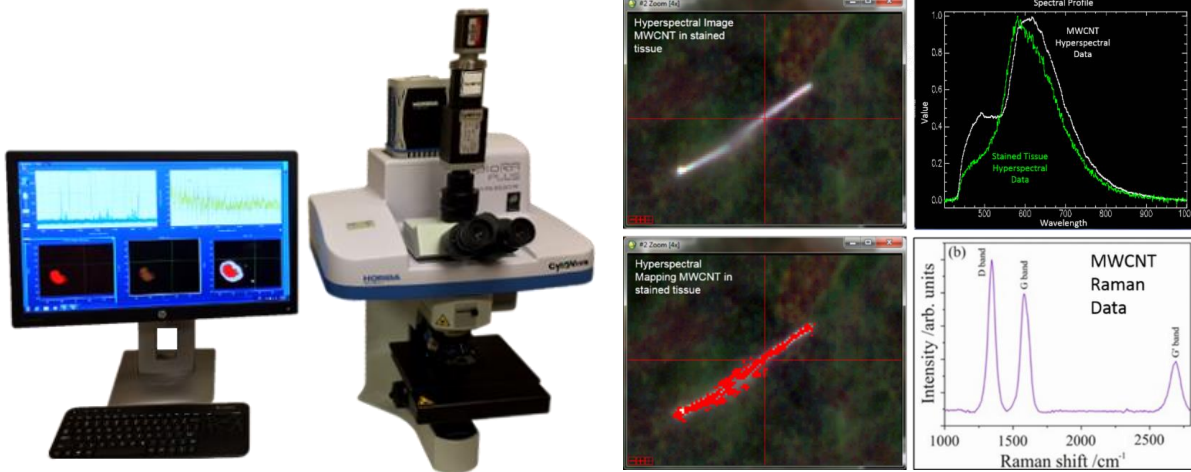 HORIBA
PLUS
HORIBA
CytoViva
#2 Zoom [4x]
Hyperspectral Image
MWCNT in stained
tissue
#2 Zoom [4x]
Hyperspectral
Mapping MWCNT in
stained tissue
Spectral Profile
MWCNT
Hyperspectral
Data
Stained Tissue
Hyperspectral
Data
Value
1.0
0.8
0.6
0.4
0.2
0.0
500
600
700
800
900
Wavelength
(b)
D band
G band
G' band
MWCNT
Raman
Data
Intensity /arb. units
1000
1500
2000
2500
Raman shift /cm⁻¹